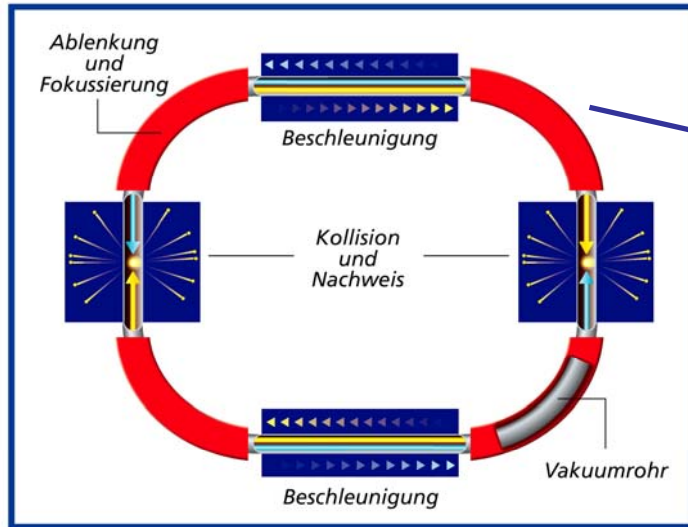 Ablenkung
und
Fokussierung
Beschleunigung
Kollision
und
Nachweis
Beschleunigung
Vakuumrohr